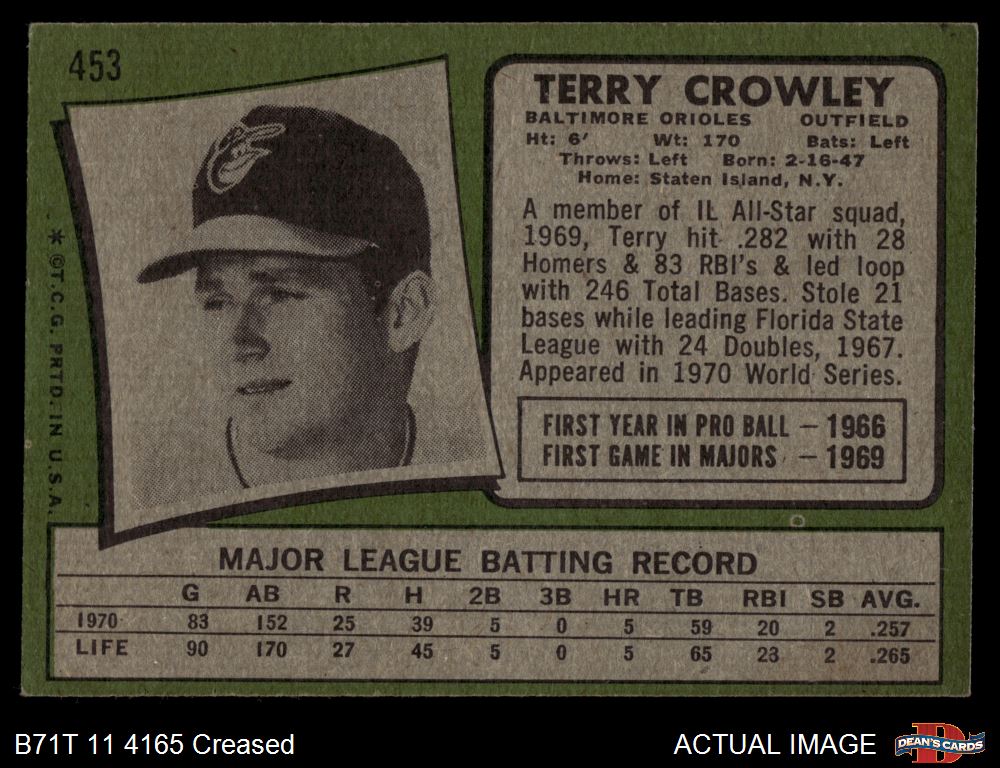 453
TERRY CROWLEY
BALTIMORE ORIOLES OUTFIELD
Ht: 6' Wt: 170 Bats: Left
Throws: Left Born: 2-16-47
Home: Staten Island, N.Y.
A member of IL All-Star squad,
1969, Terry hit .282 with 28
Homers & 83 RBI's & led loop
with 246 Total Bases. Stole 21
bases while leading Florida State
League with 24 Doubles, 1967.
Appeared in 1970 World Series.
FIRST YEAR IN PRO BALL – 1966
FIRST GAME IN MAJORS – 1969
* ©T.C.G. PRTD. IN U.S.A.
MAJOR LEAGUE BATTING RECORD
G AB R H 2B 3B HR TB RBI SB AVG.
1970 83 152 25 39 5 0 5 59 20 2 .257
LIFE 90 170 27 45 5 0 5 65 23 2 .265
B71T 11 4165 Creased
ACTUAL IMAGE
DEAN'S CARDS